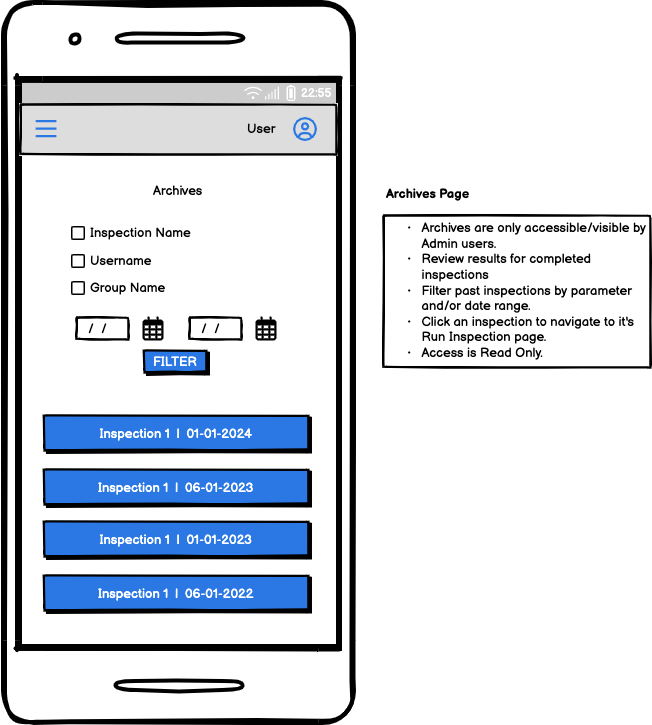 22:55
User
Archives
Inspection Name
Username
Group Name
/ /
/ /
FILTER
Inspection 1 | 01-01-2024
Inspection 1 | 06-01-2023
Inspection 1 | 01-01-2023
Inspection 1 | 06-01-2022
Archives Page
· Archives are only accessible/visible by
Admin users.
· Review results for completed
inspections
· Filter past inspections by parameter
and/or date range.
· Click an inspection to navigate to it's
Run Inspection page.
· Access is Read Only.